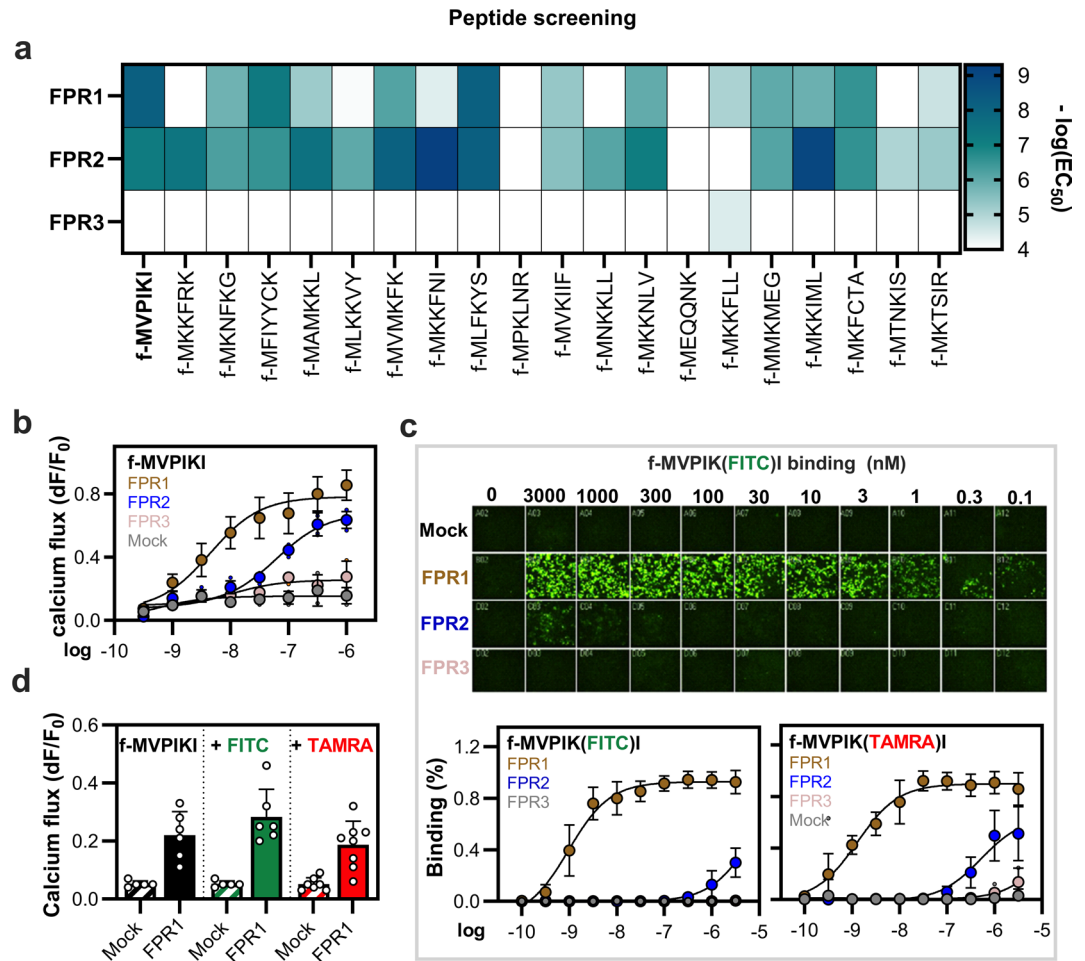 Peptide screening
a
FPR1
FPR2
FPR3
9
8
7
6
5
4
- log(EC50)
f-MVPIKI
f-MKKFRK
f-MKNFKG
f-MFIYYCK
f-MAMKKL
f-MLKKVY
f-MVMKFK
f-MKKFNI
f-MLFKYS
f-MPKLNR
f-MVKIIF
f-MNKKLL
f-MKKNLV
f-MEQQNK
f-MKKFLL
f-MMKMEG
f-MKKIML
f-MKFCTA
f-MTNKIS
f-MKTSIR
b
calcium flux (dF/F0)
f-MVPIKI
FPR1
FPR2
FPR3
Mock
0.8
0.4
0.0
log
-10 -9 -8 -7 -6
c
f-MVPIK(FITC)I binding (nM)
0 3000 1000 300 100 30 10 3 1 0.3 0.1
Mock
FPR1
FPR2
FPR3
Binding (%)
1.2
0.8
0.4
0.0
f-MVPIK(FITC)I
FPR1
FPR2
FPR3
log
-10 -9 -8 -7 -6 -5
f-MVPIK(TAMRA)I
FPR1
FPR2
FPR3
Mock
-10 -9 -8 -7 -6 -5
d
Calcium flux (dF/F0)
0.6
0.4
0.2
0.0
f-MVPIKI + FITC + TAMRA
Mock FPR1 Mock FPR1 Mock FPR1